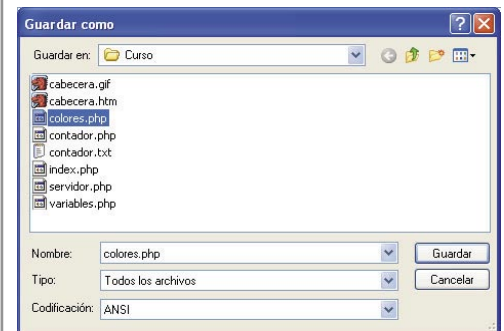 Guardar como
Guardar en: Curso
cabecera.gif
cabecera.htm
colores.php
contador.php
contador.txt
index.php
servidor.php
variables.php
Nombre: colores.php Guardar
Tipo: Todos los archivos Cancelar
Codificación: ANSI